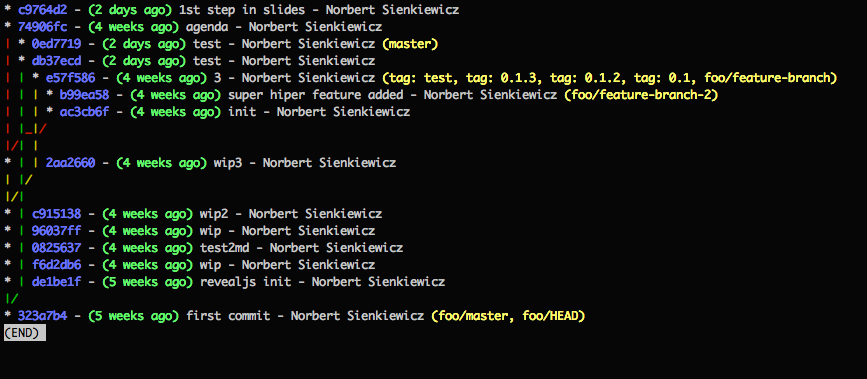 * c9764d2 - (2 days ago) 1st step in slides - Norbert Sienkiewicz
* 74906fc - (4 weeks ago) agenda - Norbert Sienkiewicz
| * 0ed7719 - (2 days ago) test - Norbert Sienkiewicz (master)
| * db37ecd - (2 days ago) test - Norbert Sienkiewicz
| | * e57f586 - (4 weeks ago) 3 - Norbert Sienkiewicz (tag: test, tag: 0.1.3, tag: 0.1.2, tag: 0.1, foo/feature-branch)
| | | * b99ea58 - (4 weeks ago) super hiper feature added - Norbert Sienkiewicz (foo/feature-branch-2)
| | | * ac3cb6f - (4 weeks ago) init - Norbert Sienkiewicz
| |_|/
|/| |
* | | 2aa2660 - (4 weeks ago) wip3 - Norbert Sienkiewicz
| |/
|/|
* | c915138 - (4 weeks ago) wip2 - Norbert Sienkiewicz
* | 96037ff - (4 weeks ago) wip - Norbert Sienkiewicz
* | 0825637 - (4 weeks ago) test2md - Norbert Sienkiewicz
* | f6d2db6 - (4 weeks ago) wip - Norbert Sienkiewicz
* | de1be1f - (5 weeks ago) revealjs init - Norbert Sienkiewicz
|/
* 323a7b4 - (5 weeks ago) first commit - Norbert Sienkiewicz (foo/master, foo/HEAD)
(END)